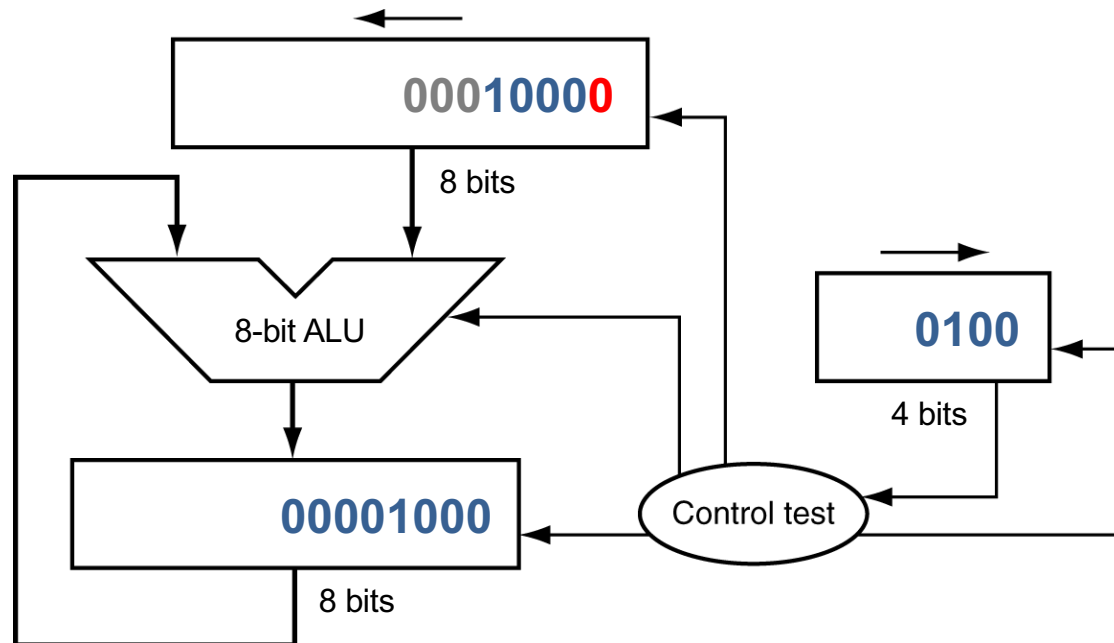 00010000
8 bits
8-bit ALU
0100
4 bits
00001000
Control test
8 bits